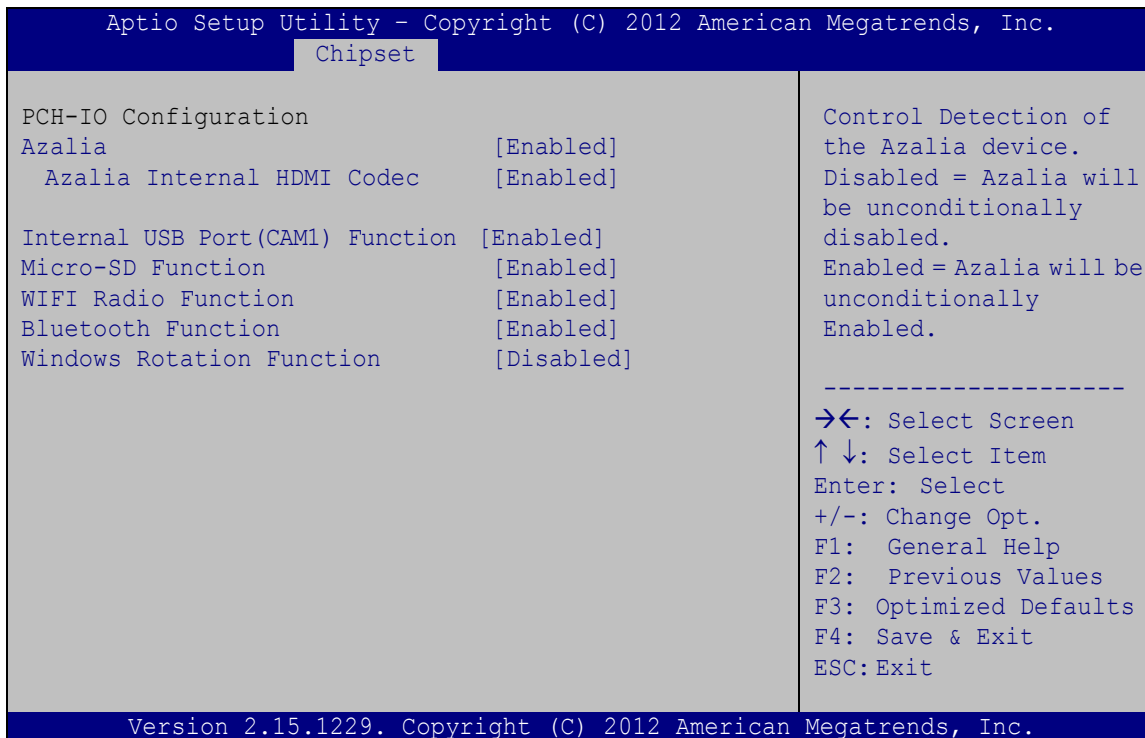 Aptio Setup Utility – Copyright (C) 2012 American Megatrends, Inc.
Chipset
PCH-IO Configuration
Azalia [Enabled]
Azalia Internal HDMI Codec [Enabled]
Internal USB Port(CAM1) Function [Enabled]
Micro-SD Function [Enabled]
WIFI Radio Function [Enabled]
Bluetooth Function [Enabled]
Windows Rotation Function [Disabled]
Control Detection of
the Azalia device.
Disabled = Azalia will
be unconditionally
disabled.
Enabled = Azalia will be
unconditionally
Enabled.
---------------------
→←: Select Screen
↑ ↓: Select Item
Enter: Select
+/-: Change Opt.
F1: General Help
F2: Previous Values
F3: Optimized Defaults
F4: Save & Exit
ESC: Exit
Version 2.15.1229. Copyright (C) 2012 American Megatrends, Inc.